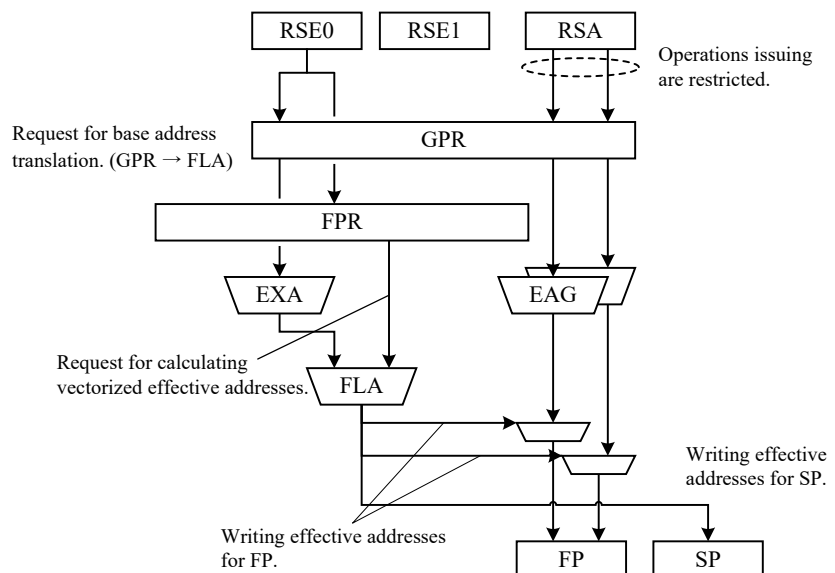 RSE0
RSE1
RSA
Operations issuing
are restricted.
Request for base address
translation. (GPR → FLA)
GPR
FPR
EXA
EAG
Request for calculating
vectorized effective addresses.
FLA
Writing effective
addresses for SP.
Writing effective addresses
for FP.
FP
SP